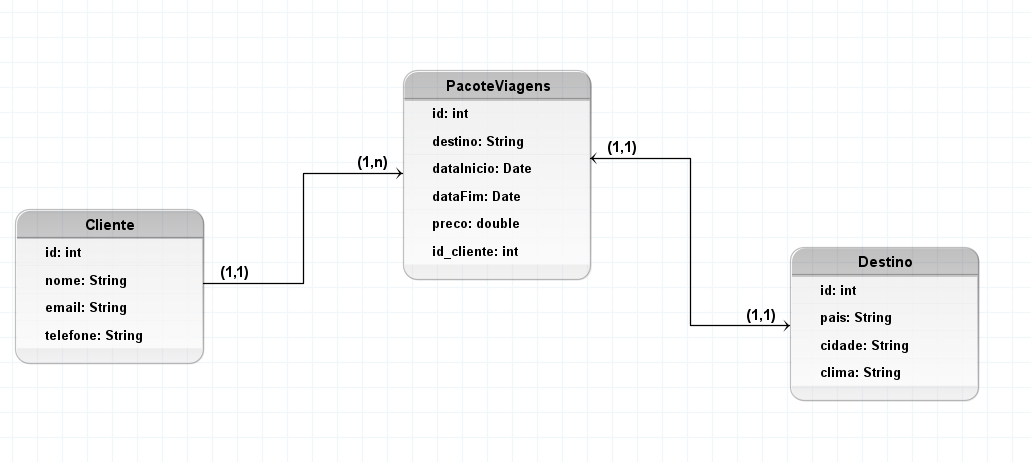 PacoteViagens
id: int
destino: String
dataInicio: Date
dataFim: Date
preco: double
id_cliente: int
(1,n)
(1,1)
Cliente
id: int
nome: String
email: String
telefone: String
(1,1)
Destino
id: int
pais: String
cidade: String
clima: String
(1,1)